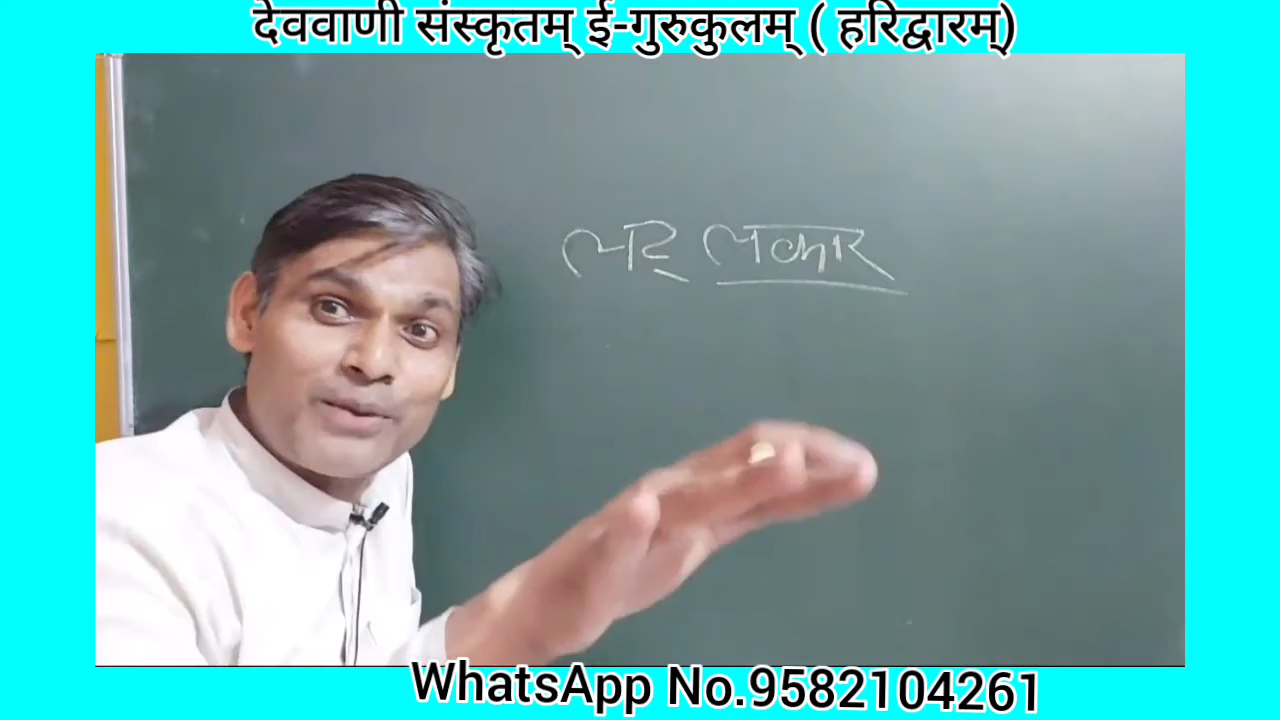 देववाणी संस्कृतम् ई-गुरुकुलम् ( हरिद्वारम्)
लट् लकार
WhatsApp No.9582104261